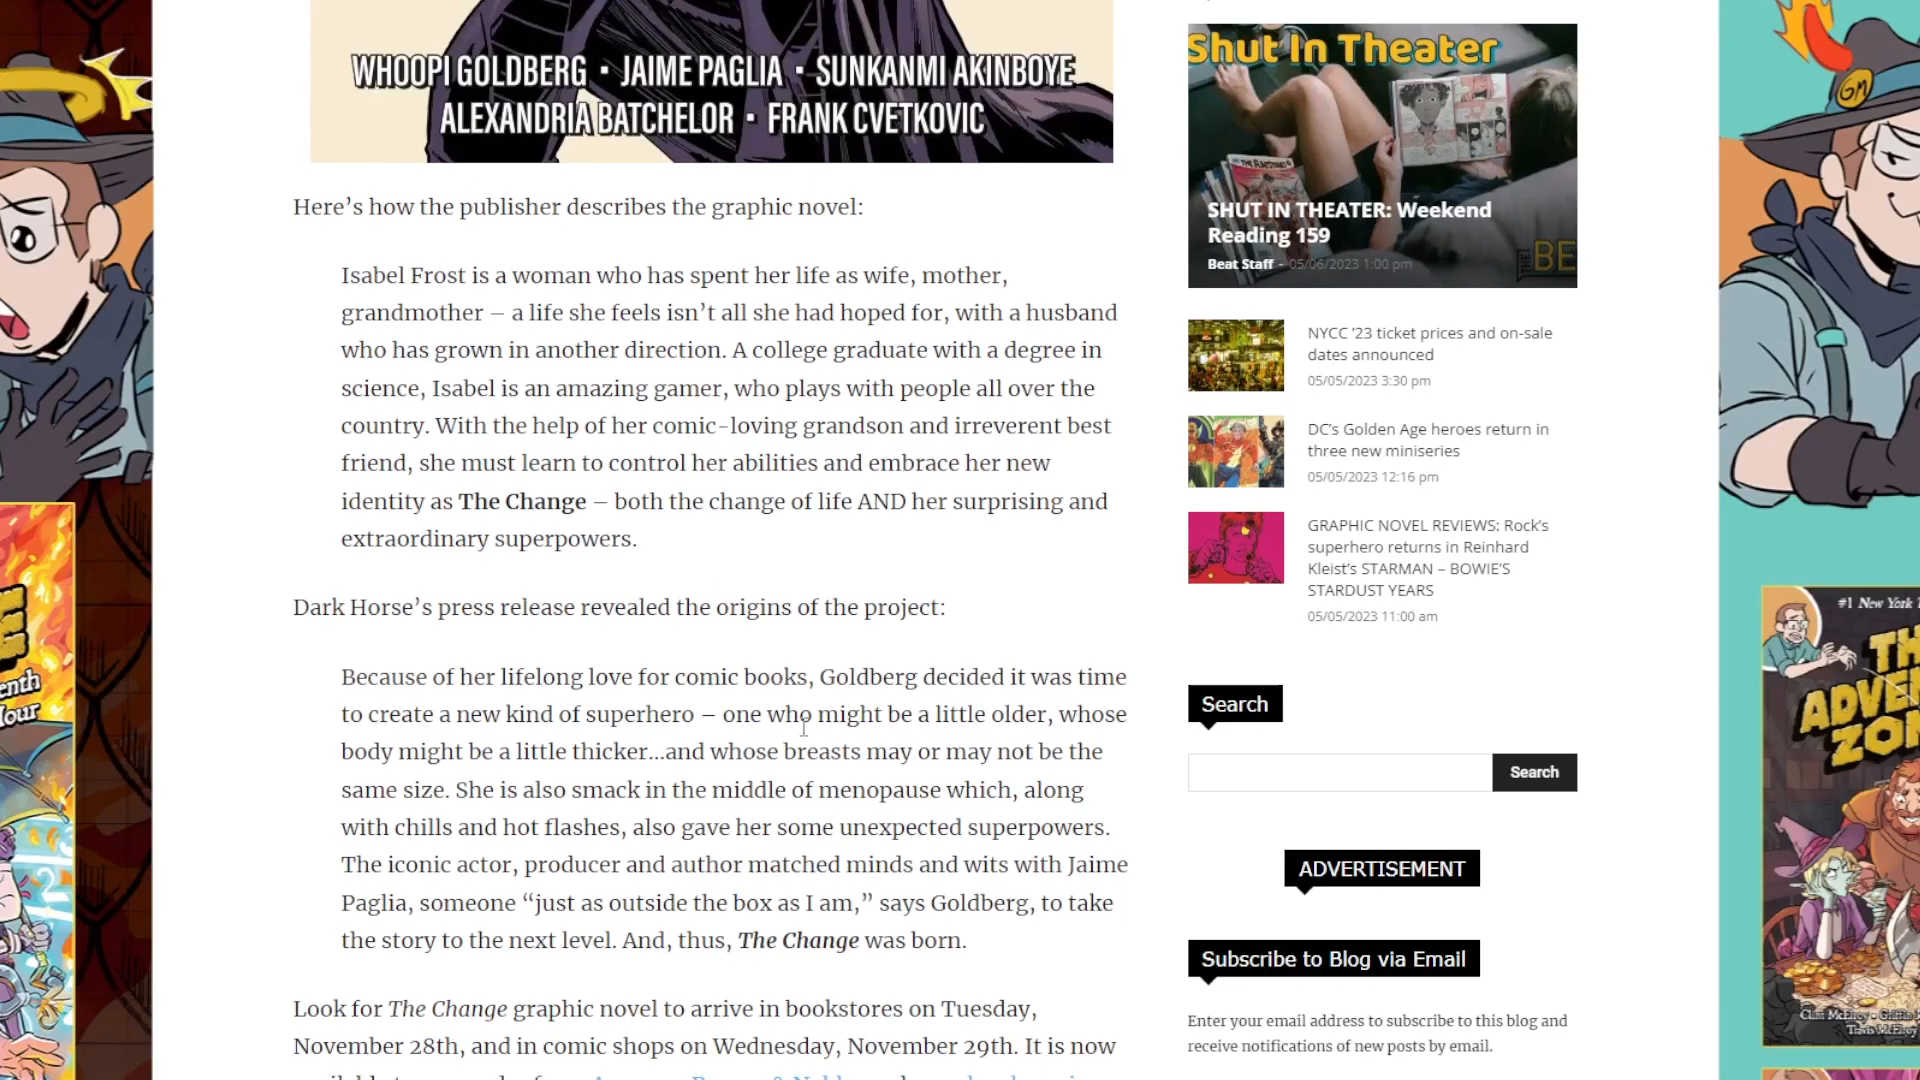 WHOOPI GOLDBERG · JAIME PAGLIA · SUNKANMI AKINBOYE
ALEXANDRIA BATCHELOR · FRANK CVETKOVIC
Here’s how the publisher describes the graphic novel:
Isabel Frost is a woman who has spent her life as wife, mother,
grandmother – a life she feels isn’t all she had hoped for, with a husband
who has grown in another direction. A college graduate with a degree in
science, Isabel is an amazing gamer, who plays with people all over the
country. With the help of her comic-loving grandson and irreverent best
friend, she must learn to control her abilities and embrace her new
identity as The Change – both the change of life AND her surprising and
extraordinary superpowers.
Dark Horse’s press release revealed the origins of the project:
Because of her lifelong love for comic books, Goldberg decided it was time
to create a new kind of superhero – one who might be a little older, whose
body might be a little thicker...and whose breasts may or may not be the
same size. She is also smack in the middle of menopause which, along
with chills and hot flashes, also gave her some unexpected superpowers.
The iconic actor, producer and author matched minds and wits with Jaime
Paglia, someone “just as outside the box as I am,” says Goldberg, to take
the story to the next level. And, thus, The Change was born.
Look for The Change graphic novel to arrive in bookstores on Tuesday,
November 28th, and in comic shops on Wednesday, November 29th. It is now
Shut In Theater
THE FLINTSTONES
SHUT IN THEATER: Weekend
Reading 159
Beat Staff - 05/06/2023 1:00 pm
THE BE
NYCC ’23 ticket prices and on-sale
dates announced
05/05/2023 3:30 pm
DC’s Golden Age heroes return in
three new miniseries
05/05/2023 12:16 pm
GRAPHIC NOVEL REVIEWS: Rock’s
superhero returns in Reinhard
Kleist’s STARMAN – BOWIE’S
STARDUST YEARS
05/05/2023 11:00 am
Search
Search
ADVERTISEMENT
Subscribe to Blog via Email
Enter your email address to subscribe to this blog and
receive notifications of new posts by email.
GM
#1 New York
TH
ADVE
ZO
Clint McElroy
Travis McElroy